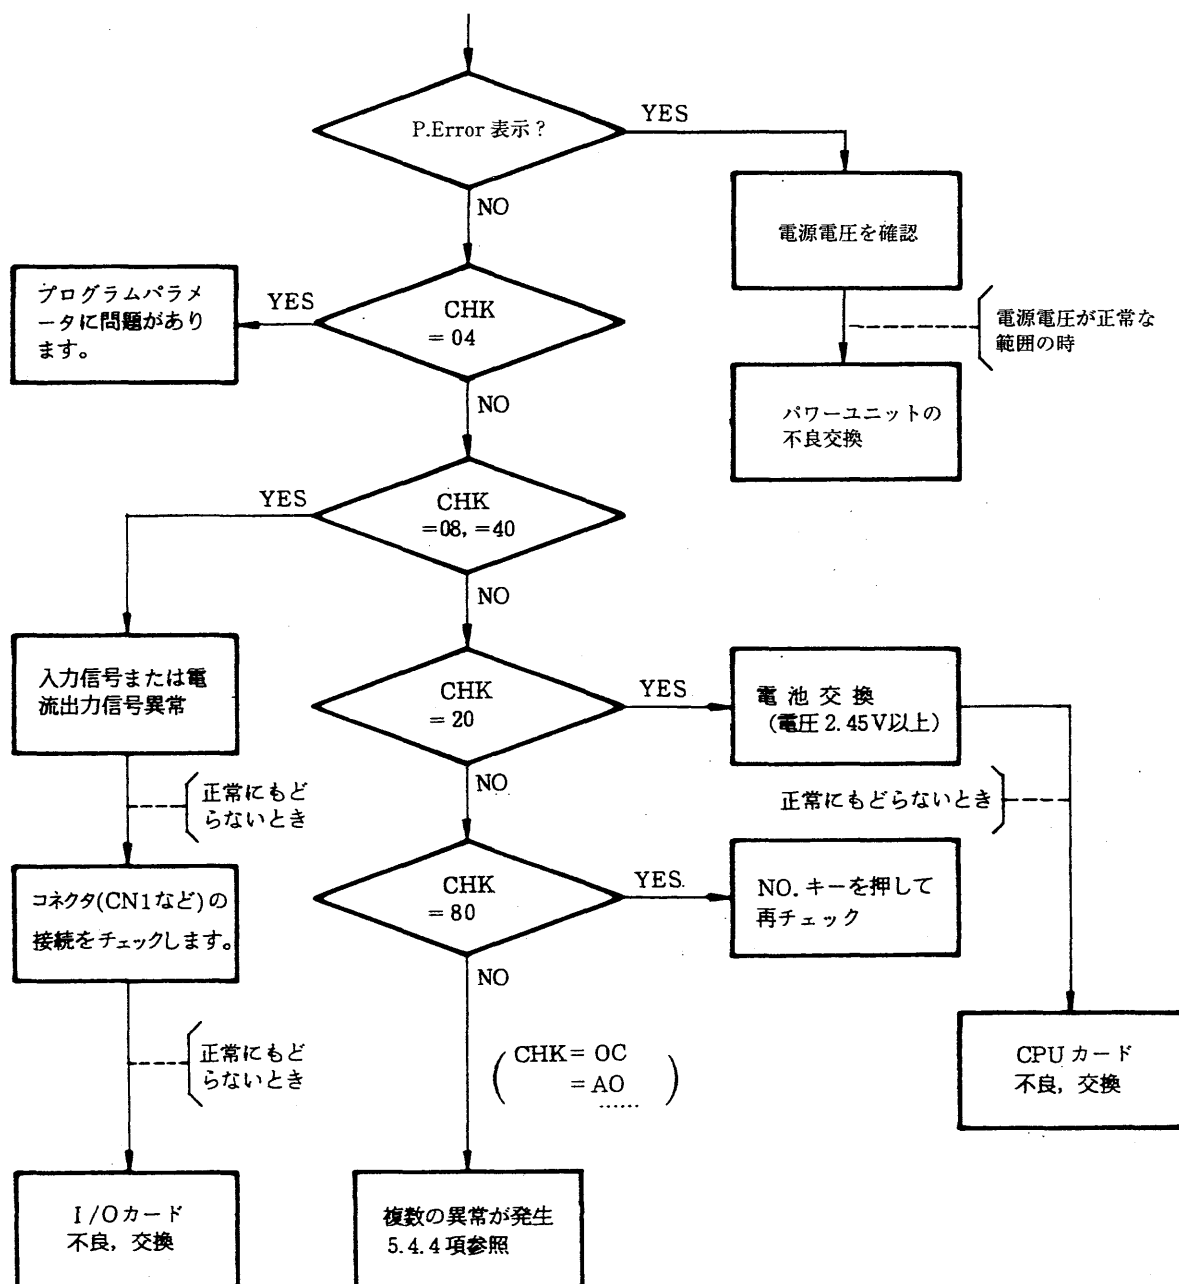 P.Error 表示?
YES
NO
電源電圧を確認
電源電圧が正常な
範囲の時
パワーユニットの
不良交換
CHK
= 04
YES
プログラムパラメ
ータに問題があり
ます。
NO
CHK
=08, =40
YES
NO
入力信号または電
流出力信号異常
正常にもど
らないとき
コネクタ(CN1など)の
接続をチェックします。
正常にもど
らないとき
I/Oカード
不良, 交換
CHK
= 20
YES
電池交換
(電圧2.45V以上)
正常にもどらないとき
CPUカード
不良, 交換
NO
CHK
= 80
YES.
NO.キーを押して
再チェック
NO
(CHK = OC
= AO
......)
複数の異常が発生
5.4.4項参照